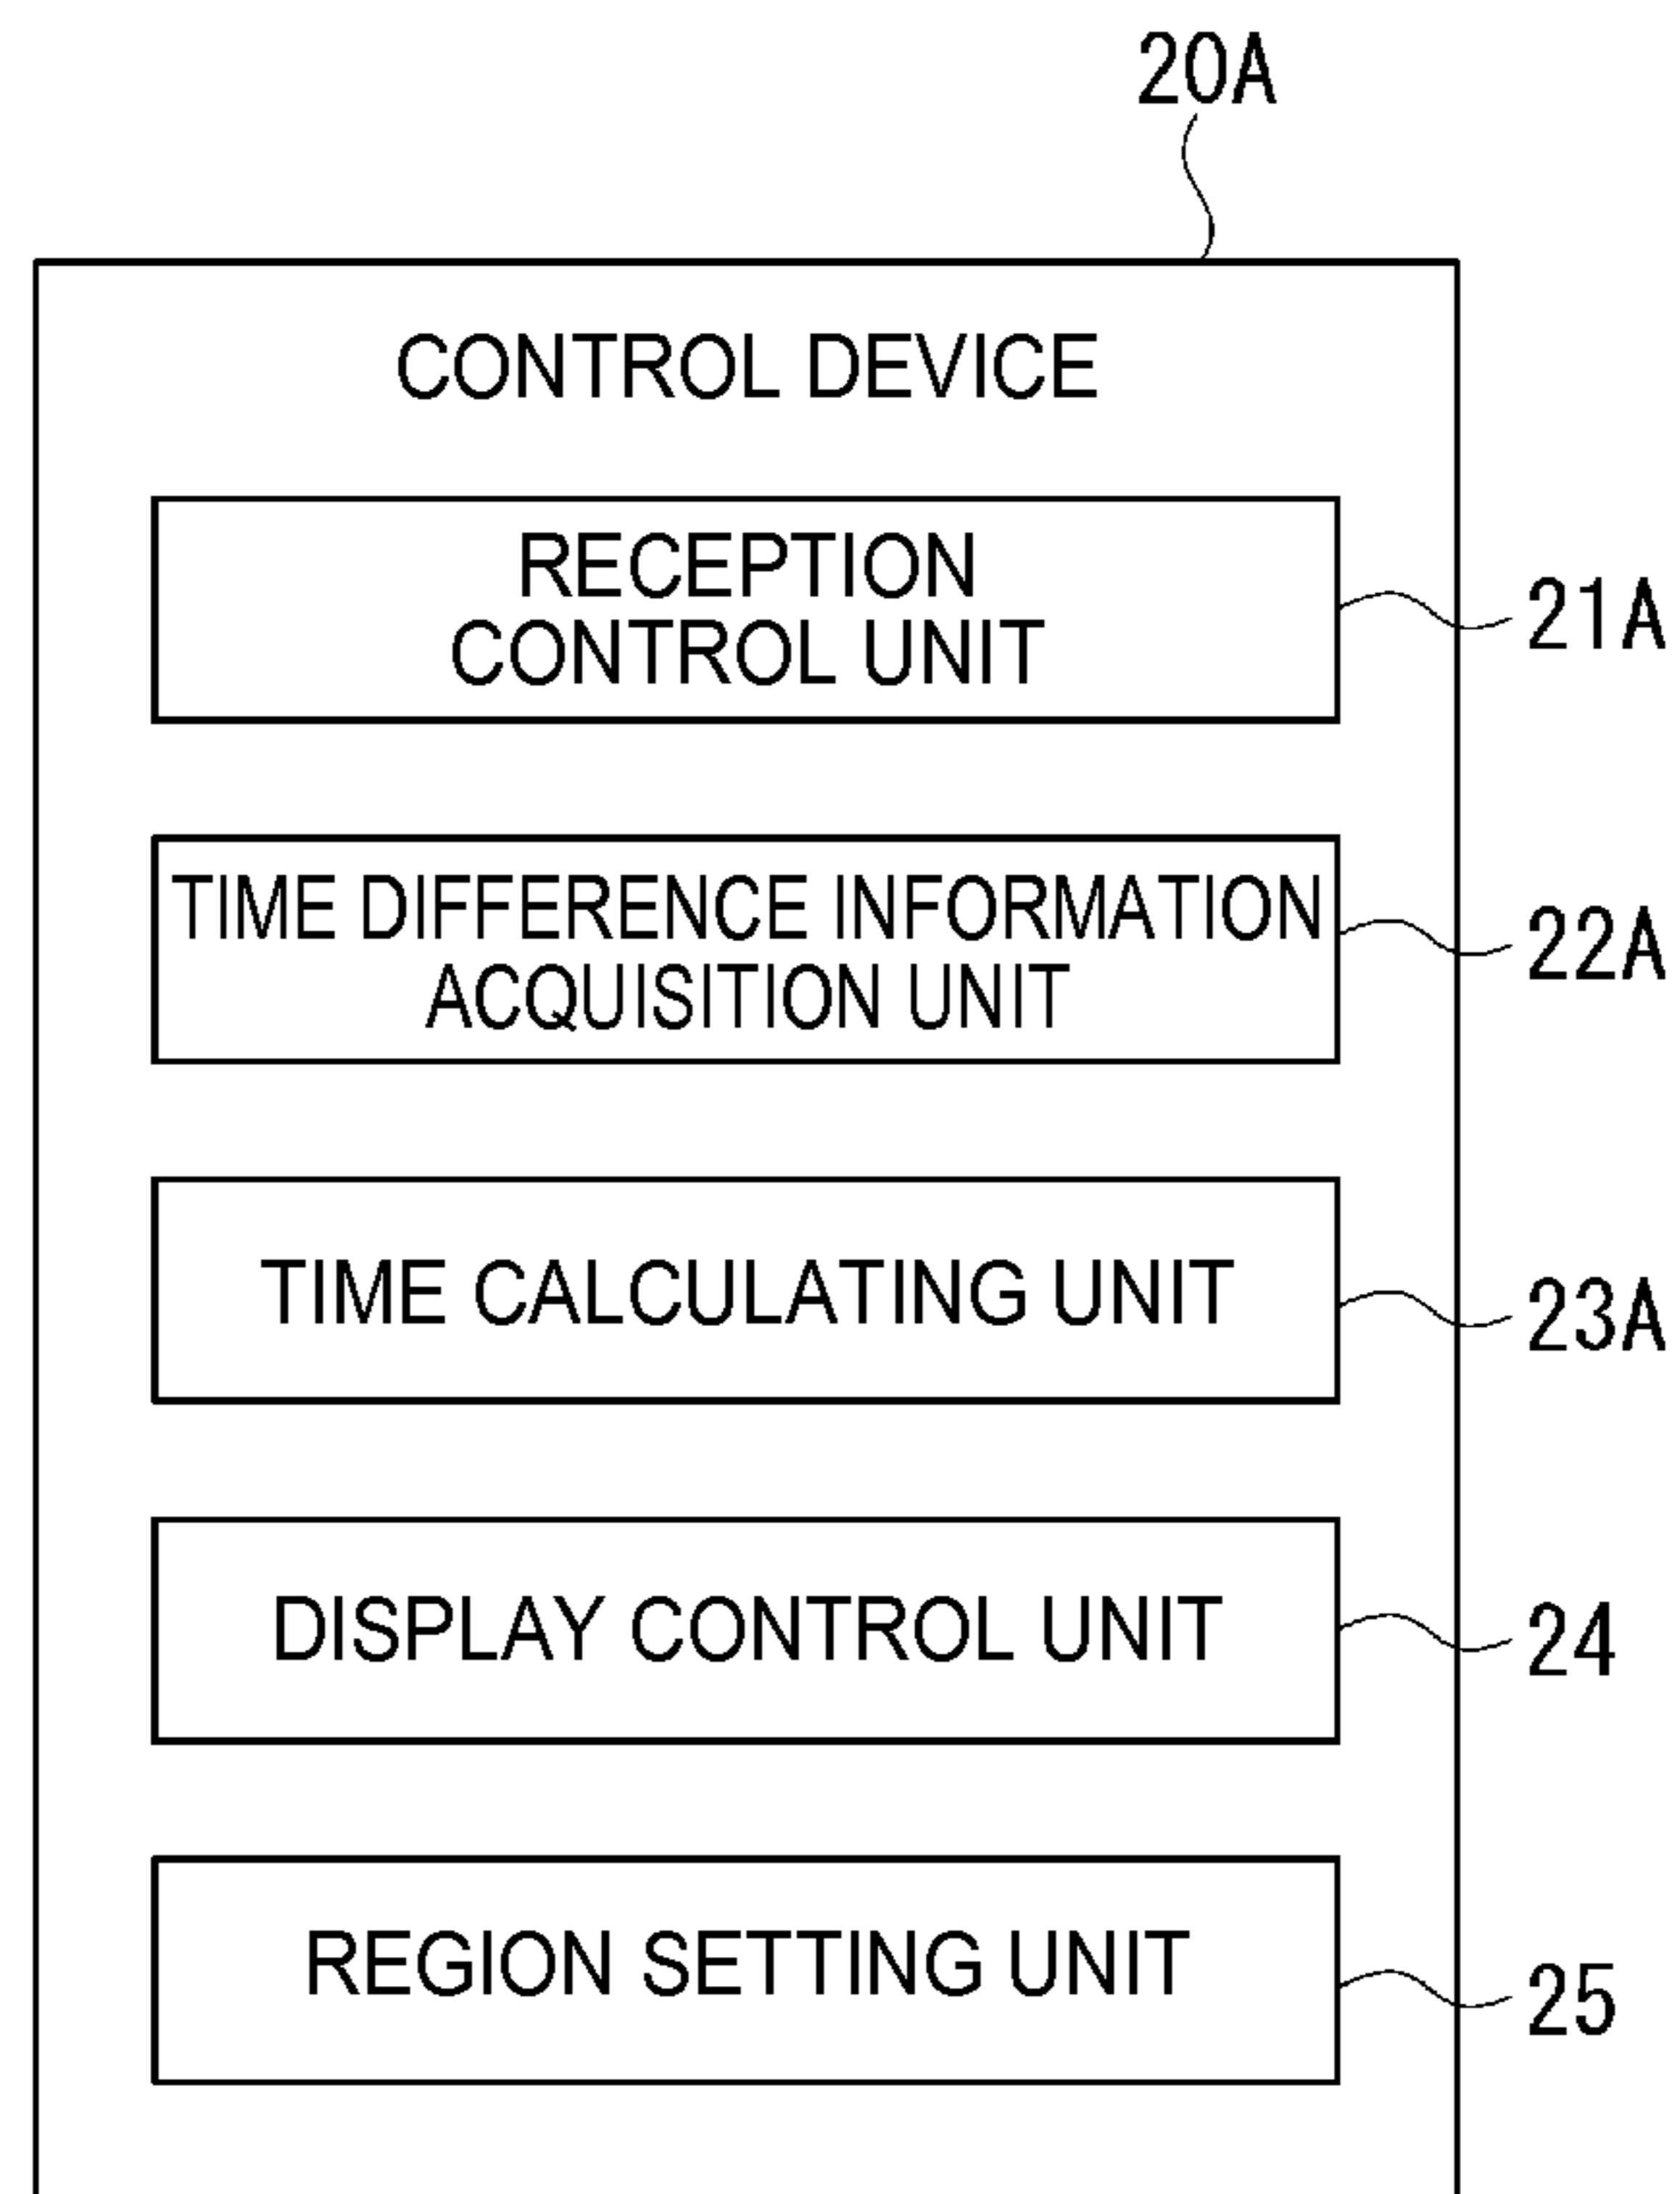 20A
CONTROL DEVICE
RECEPTION
CONTROL UNIT
21A
TIME DIFFERENCE INFORMATION
ACQUISITION UNIT
22A
TIME CALCULATING UNIT
23A
DISPLAY CONTROL UNIT
24
REGION SETTING UNIT
25